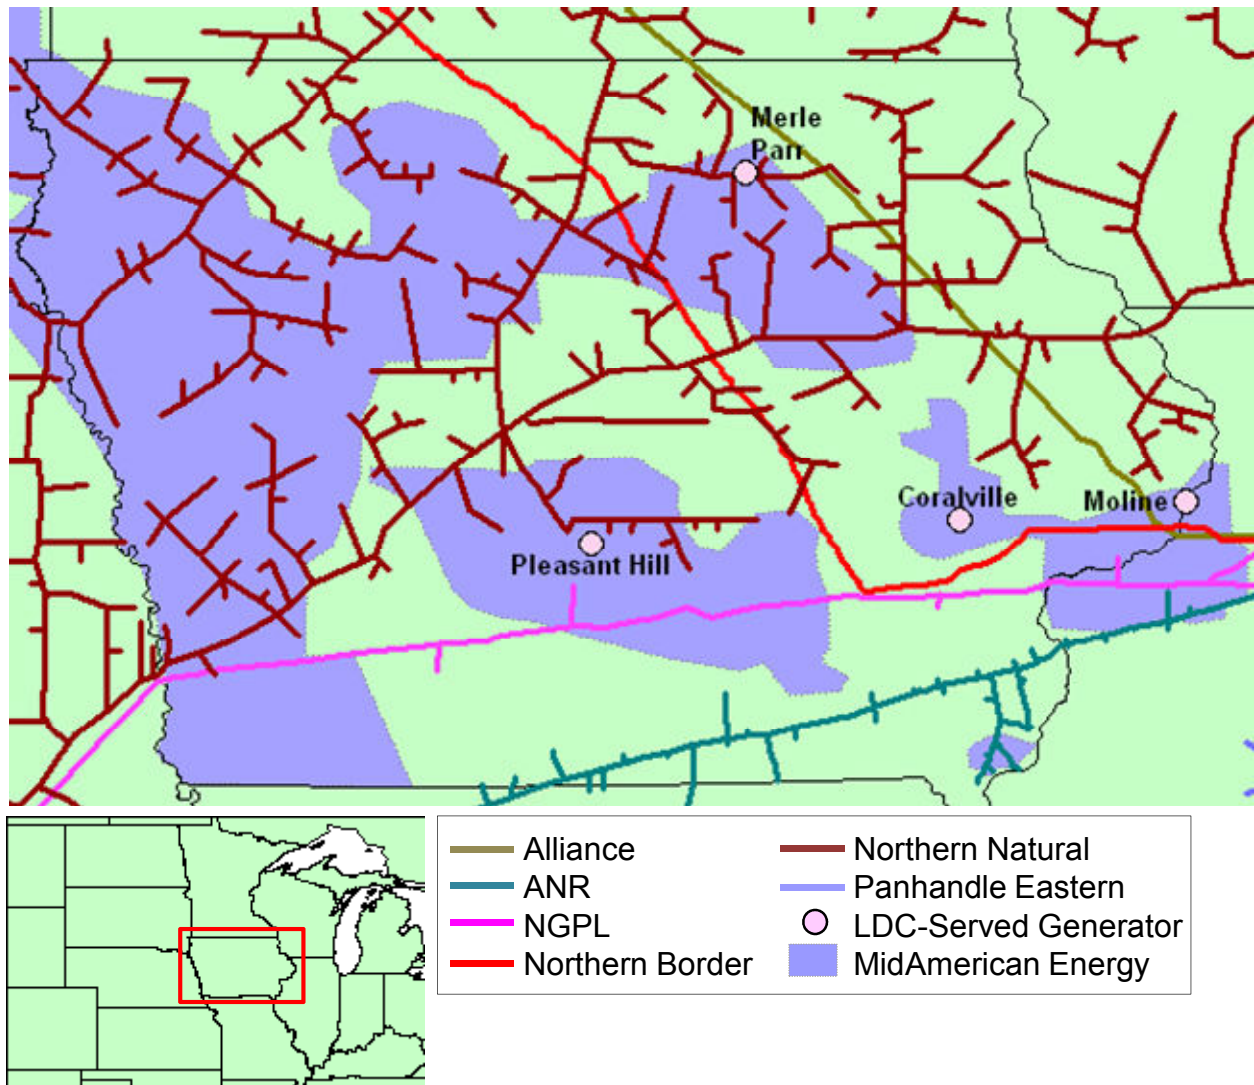 Merle
Parr
Coralville
Moline
Pleasant Hill
Alliance
ANR
NGPL
Northern Border
Northern Natural
Panhandle Eastern
LDC-Served Generator
MidAmerican Energy